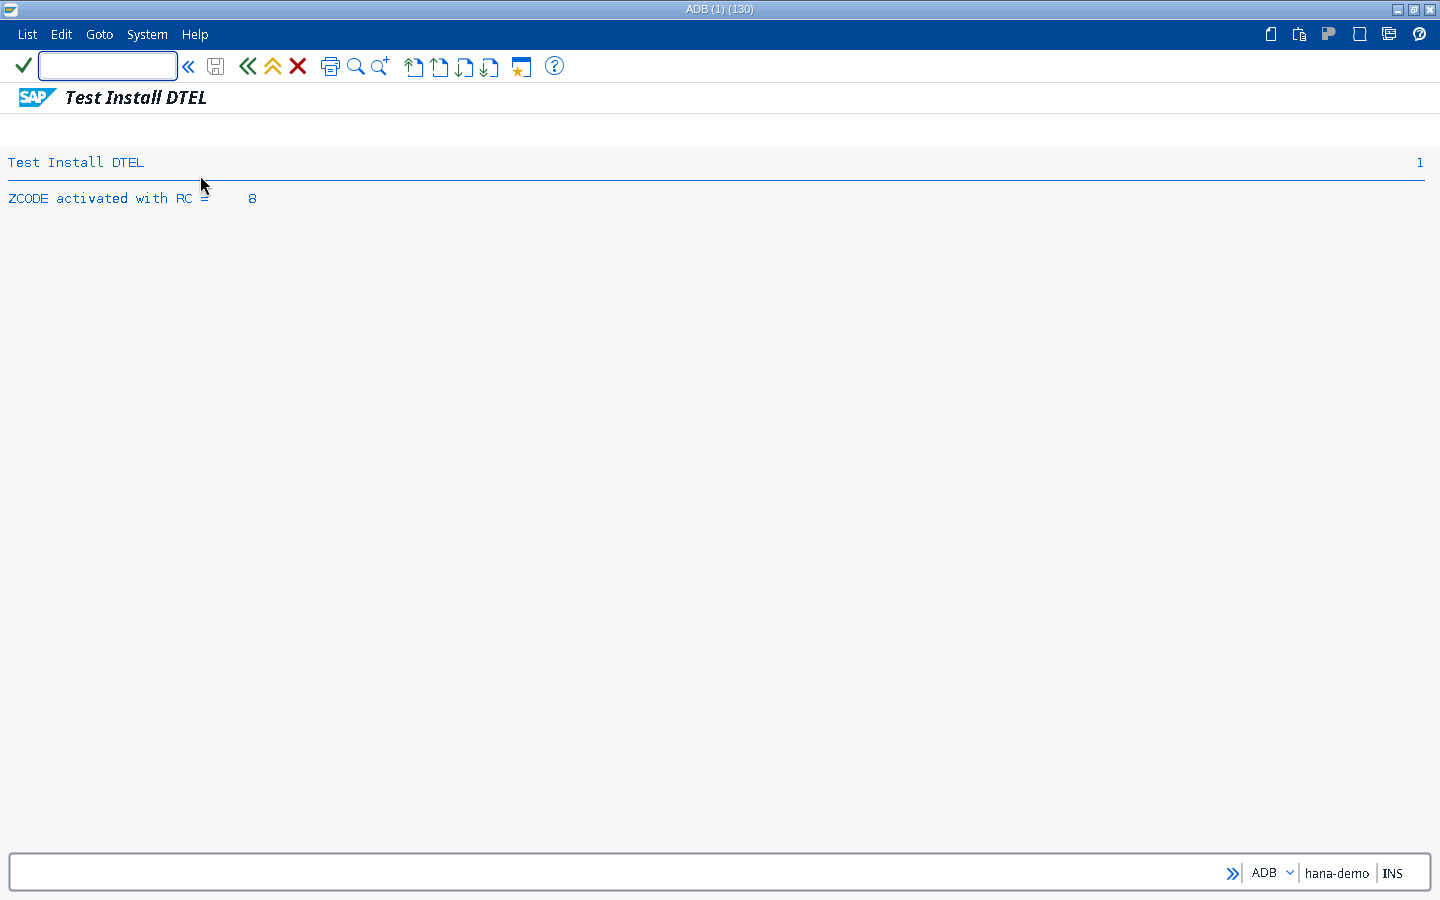 ADB (1) (130)
List Edit Goto System Help
SAP Test Install DTEL
Test Install DTEL 1
ZCODE activated with RC = 8
ADB hana-demo INS